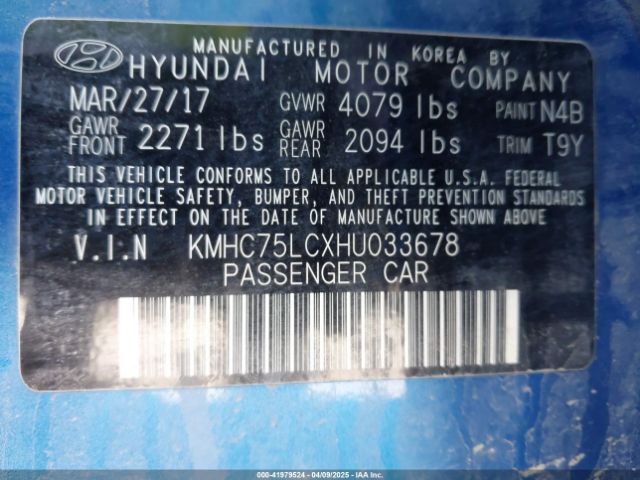 MANUFACTURED IN KOREA BY
HYUNDAI MOTOR COMPANY
MAR/27/17 GVWR 4079 lbs PAINT N4B
GAWR FRONT 2271 lbs GAWR REAR 2094 lbs TRIM T9Y
THIS VEHICLE CONFORMS TO ALL APPLICABLE U.S.A. FEDERAL
MOTOR VEHICLE SAFETY, BUMPER, AND THEFT PREVENTION STANDARDS
IN EFFECT ON THE DATE OF MANUFACTURE SHOWN ABOVE
V.I.N KMHC75LCXHU033678
PASSENGER CAR
000-41979524 | 04/09/2025 - IAA Inc.